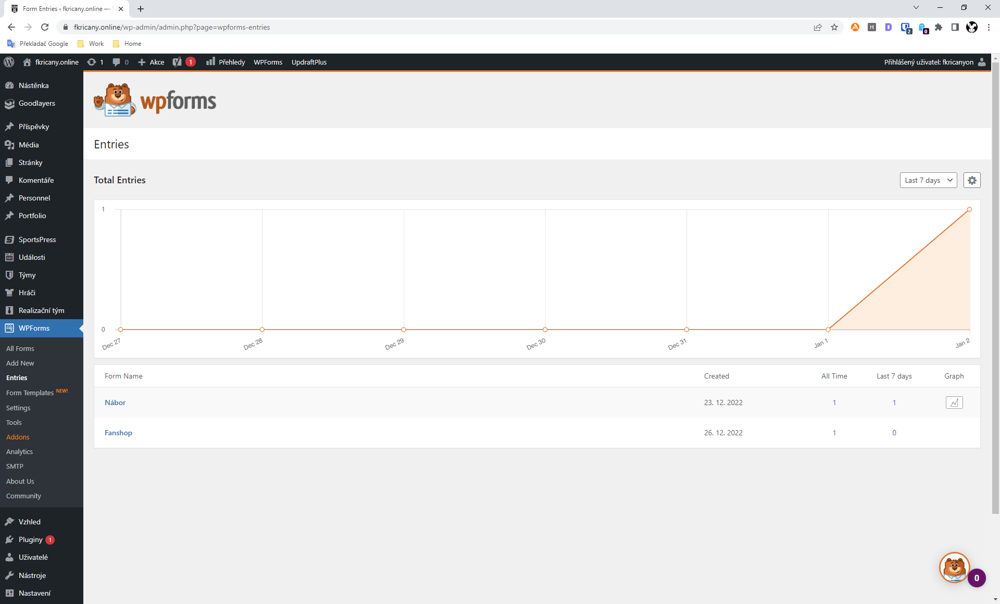 Form Entries ‹ fkricany.online —
fkricany.online/wp-admin/admin.php?page=wpforms-entries
H
D
2
0
Překladač Google
Work
Home
fkricany.online
1
0
Akce
1
Přehledy
WPForms
UpdraftPlus
Přihlášený uživatel: fkricanyon
Nástěnka
Goodlayers
Příspěvky
Média
Stránky
Komentáře
Personnel
Portfolio
SportsPress
Události
Týmy
Hráči
Realizační tým
WPForms
All Forms
Add New
Entries
Form Templates NEW!
Settings
Tools
Addons
Analytics
SMTP
About Us
Community
Vzhled
Pluginy 1
Uživatelé
Nástroje
Nastavení
wpforms
Entries
Total Entries
Last 7 days
1
0
Dec 27
Dec 28
Dec 29
Dec 30
Dec 31
Jan 1
Jan 2
Form Name Created All Time Last 7 days Graph
Nábor 23. 12. 2022 1 1
Fanshop 26. 12. 2022 1 0
0